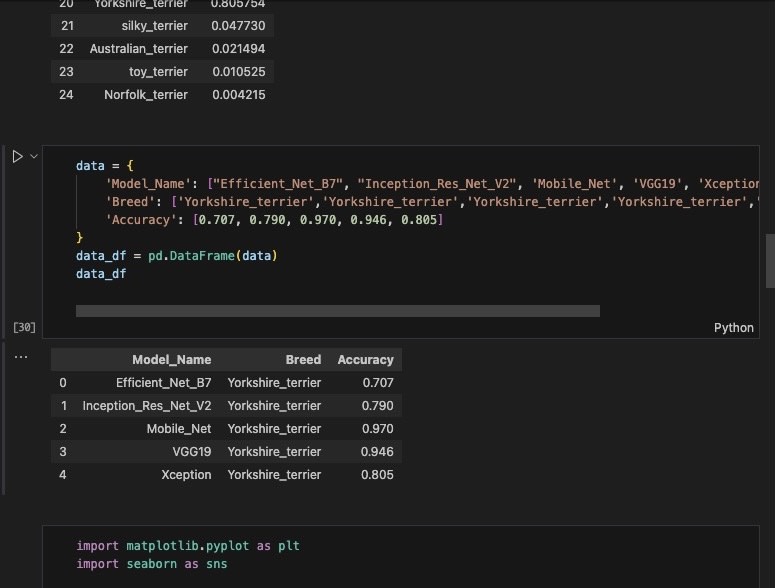 20 Yorkshire_terrier 0.805754
21 silky_terrier 0.047730
22 Australian_terrier 0.021494
23 toy_terrier 0.010525
24 Norfolk_terrier 0.004215
data = {
'Model_Name': ["Efficient_Net_B7", "Inception_Res_Net_V2", 'Mobile_Net', 'VGG19', 'Xception
'Breed': ['Yorkshire_terrier','Yorkshire_terrier','Yorkshire_terrier','Yorkshire_terrier','
'Accuracy': [0.707, 0.790, 0.970, 0.946, 0.805]
}
data_df = pd.DataFrame(data)
data_df
[30]
Python
...
Model_Name Breed Accuracy
0 Efficient_Net_B7 Yorkshire_terrier 0.707
1 Inception_Res_Net_V2 Yorkshire_terrier 0.790
2 Mobile_Net Yorkshire_terrier 0.970
3 VGG19 Yorkshire_terrier 0.946
4 Xception Yorkshire_terrier 0.805
import matplotlib.pyplot as plt
import seaborn as sns